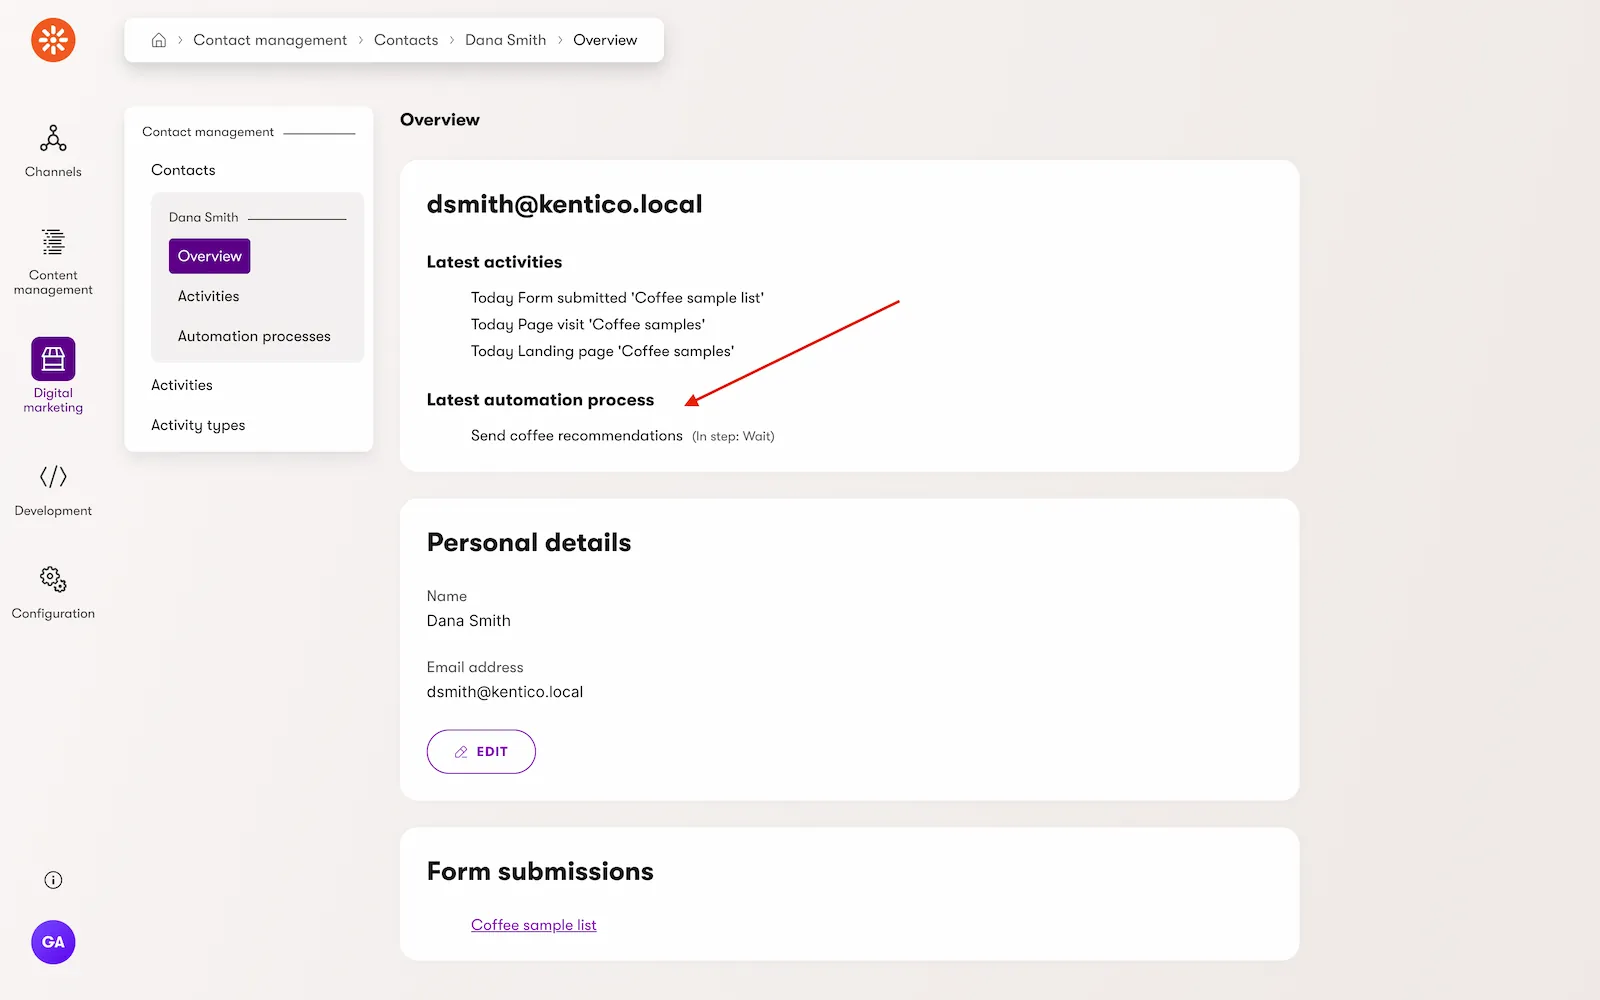 Contact management
Contacts
Dana Smith
Overview
Channels
Content
management
Digital
marketing
Development
Configuration
GA
Contact management
Contacts
Dana Smith
Overview
Activities
Automation processes
Activities
Activity types
Overview
dsmith@kentico.local
Latest activities
Today Form submitted 'Coffee sample list'
Today Page visit 'Coffee samples'
Today Landing page 'Coffee samples'
Latest automation process
Send coffee recommendations (In step: Wait)
Personal details
Name
Dana Smith
Email address
dsmith@kentico.local
EDIT
Form submissions
Coffee sample list